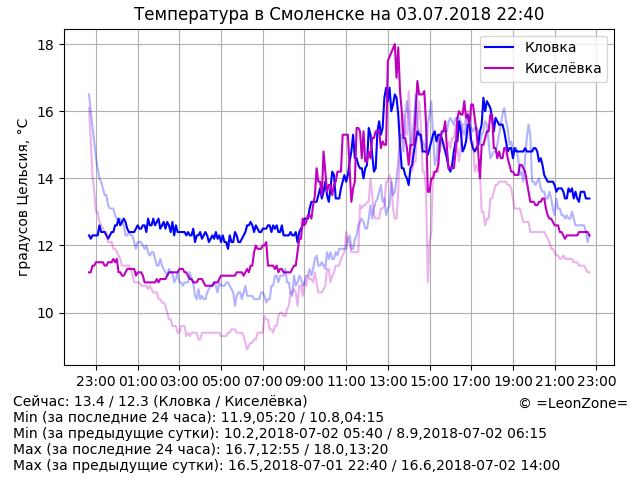 Температура в Смоленске на 03.07.2018 22:40
18
16
14
12
10
градусов Цельсия, °C
Кловка
Киселёвка
23:00 01:00 03:00 05:00 07:00 09:00 11:00 13:00 15:00 17:00 19:00 21:00 23:00
Сейчас: 13.4 / 12.3 (Кловка / Киселёвка)
© =LeonZone=
Min (за последние 24 часа): 11.9,05:20 / 10.8,04:15
Min (за предыдущие сутки): 10.2,2018-07-02 05:40 / 8.9,2018-07-02 06:15
Max (за последние 24 часа): 16.7,12:55 / 18.0,13:20
Max (за предыдущие сутки): 16.5,2018-07-01 22:40 / 16.6,2018-07-02 14:00